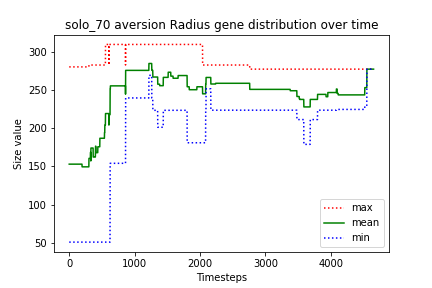 solo_70 aversion Radius gene distribution over time
Size value
300
250
200
150
100
50
0
1000
2000
3000
4000
Timesteps
max
mean
min